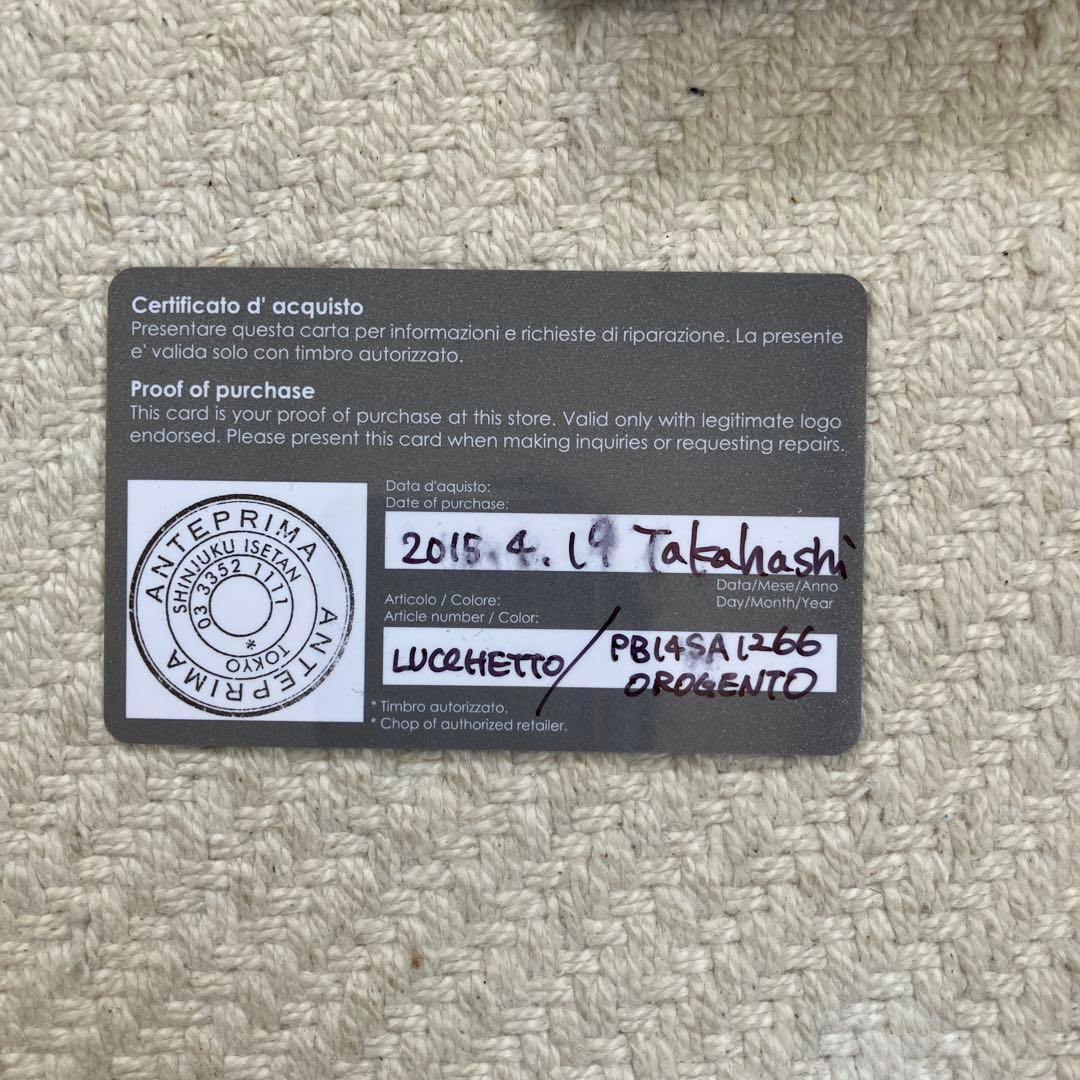 Certificato d' acquisto
Presentare questa carta per informazioni e richieste di riparazione. La presente
e' valida solo con timbro autorizzato.
Proof of purchase
This card is your proof of purchase at this store. Valid only with legitimate logo
endorsed. Please present this card when making inquiries or requesting repairs.
ANTEPRIMA ANTEPRIMA
SHINJUKU ISETAN
03 3352 1111
* TOKYO
Data d'aquisto:
Date of purchase:
2015.4.19 Takahashi
Data/Mese/Anno
Day/Month/Year
Articolo / Colore:
Article number / Color:
LUCCHETTO / PB14SA1266
OROGENTO
* Timbro autorizzato.
* Chop of authorized retailer.